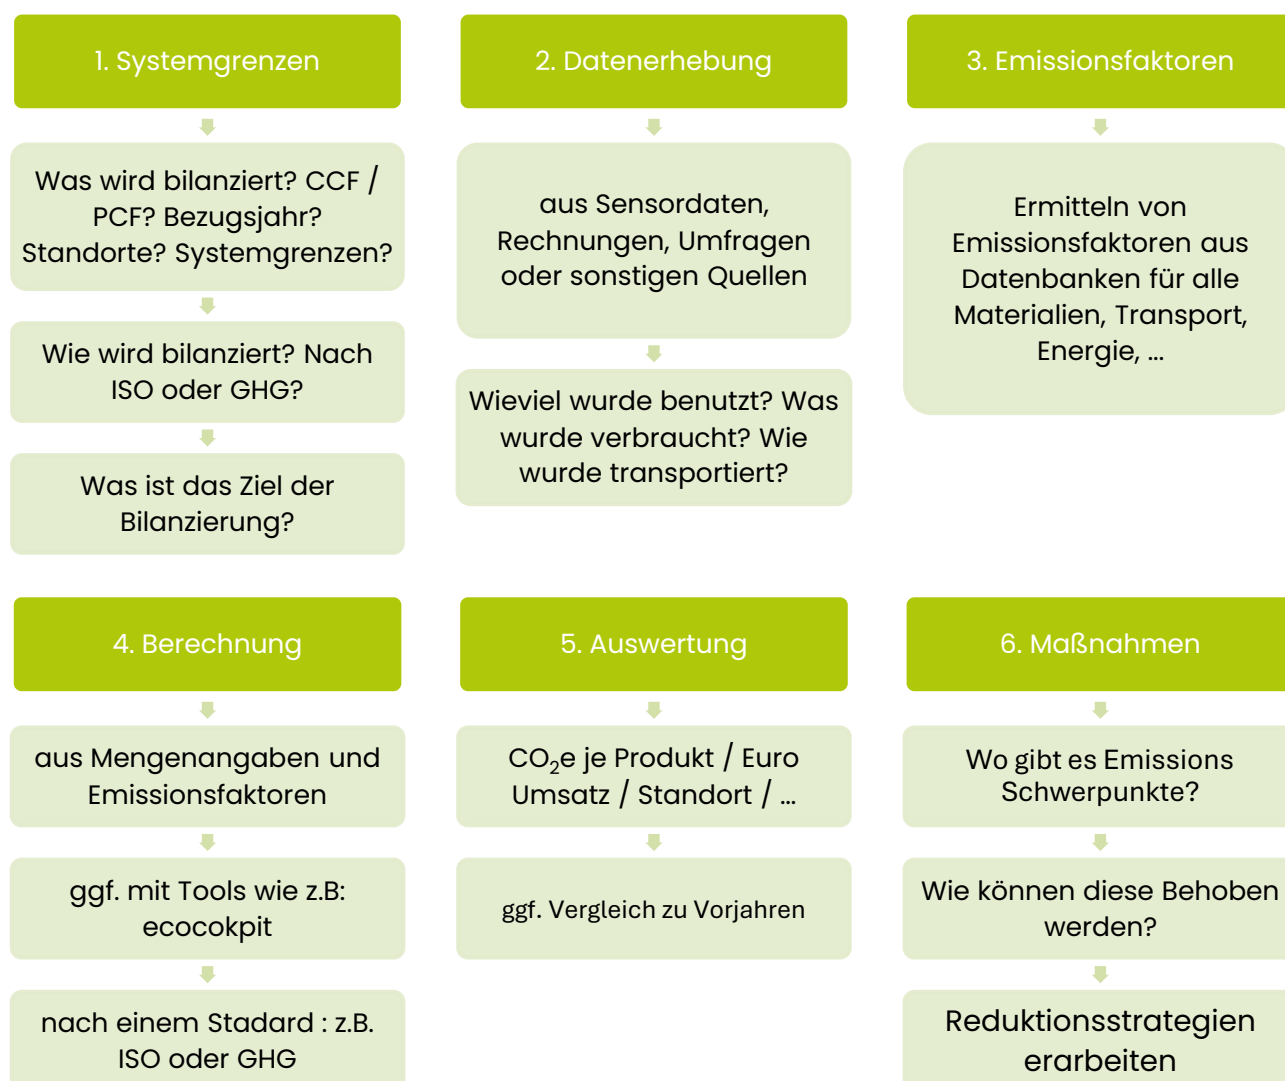 1. Systemgrenzen
Was wird bilanziert? CCF /
PCF? Bezugsjahr?
Standorte? Systemgrenzen?
Wie wird bilanziert? Nach
ISO oder GHG?
Was ist das Ziel der
Bilanzierung?
2. Datenerhebung
aus Sensordaten,
Rechnungen, Umfragen
oder sonstigen Quellen
Wieviel wurde benutzt? Was
wurde verbraucht? Wie
wurde transportiert?
3. Emissionsfaktoren
Ermitteln von
Emissionsfaktoren aus
Datenbanken für alle
Materialien, Transport,
Energie, …
4. Berechnung
aus Mengenangaben und
Emissionsfaktoren
ggf. mit Tools wie z.B:
ecocokpit
nach einem Stadard : z.B.
ISO oder GHG
5. Auswertung
CO₂e je Produkt / Euro
Umsatz / Standort / …
ggf. Vergleich zu Vorjahren
6. Maßnahmen
Wo gibt es Emissions
Schwerpunkte?
Wie können diese Behoben
werden?
Reduktionsstrategien
erarbeiten